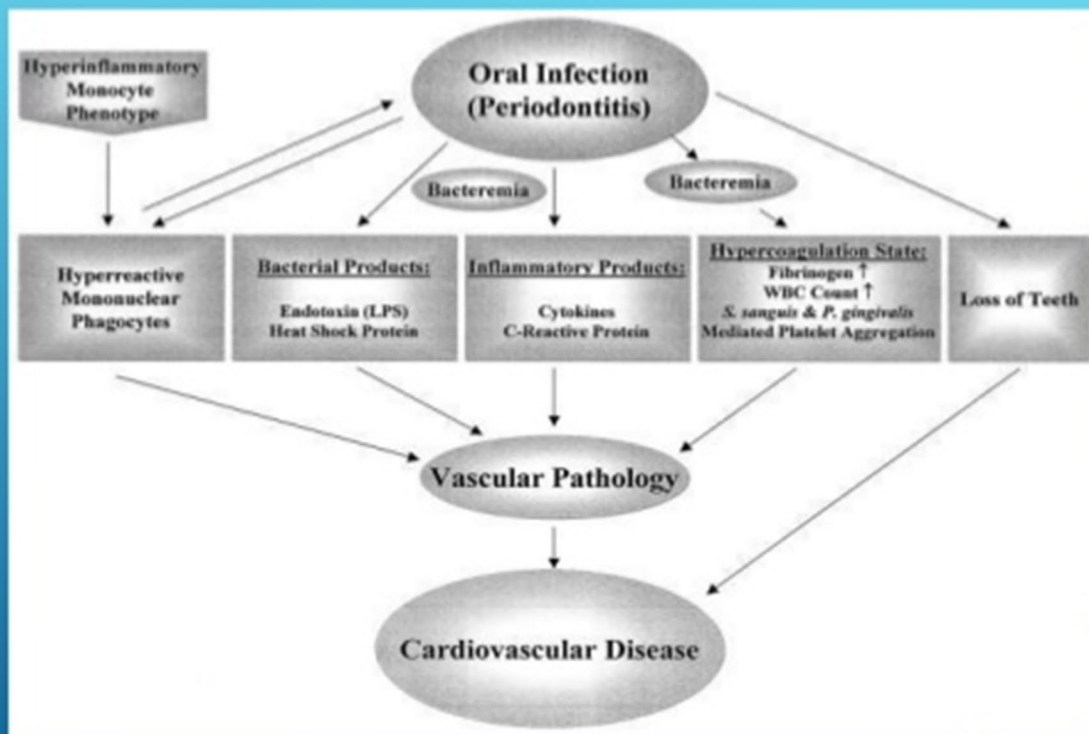 Hyperinflammatory
Monocyte
Phenotype
Oral Infection
(Periodontitis)
Bacteremia
Bacteremia
Hyperreactive
Mononuclear
Phagocytes
Bacterial Products:
Endotoxin (LPS)
Heat Shock Protein
Inflammatory Products:
Cytokines
C-Reactive Protein
Hypercoagulation State:
Fibrinogen ↑
WBC Count ↑
S. sanguis & P. gingivalis
Mediated Platelet Aggregation
Loss of Teeth
Vascular Pathology
Cardiovascular Disease